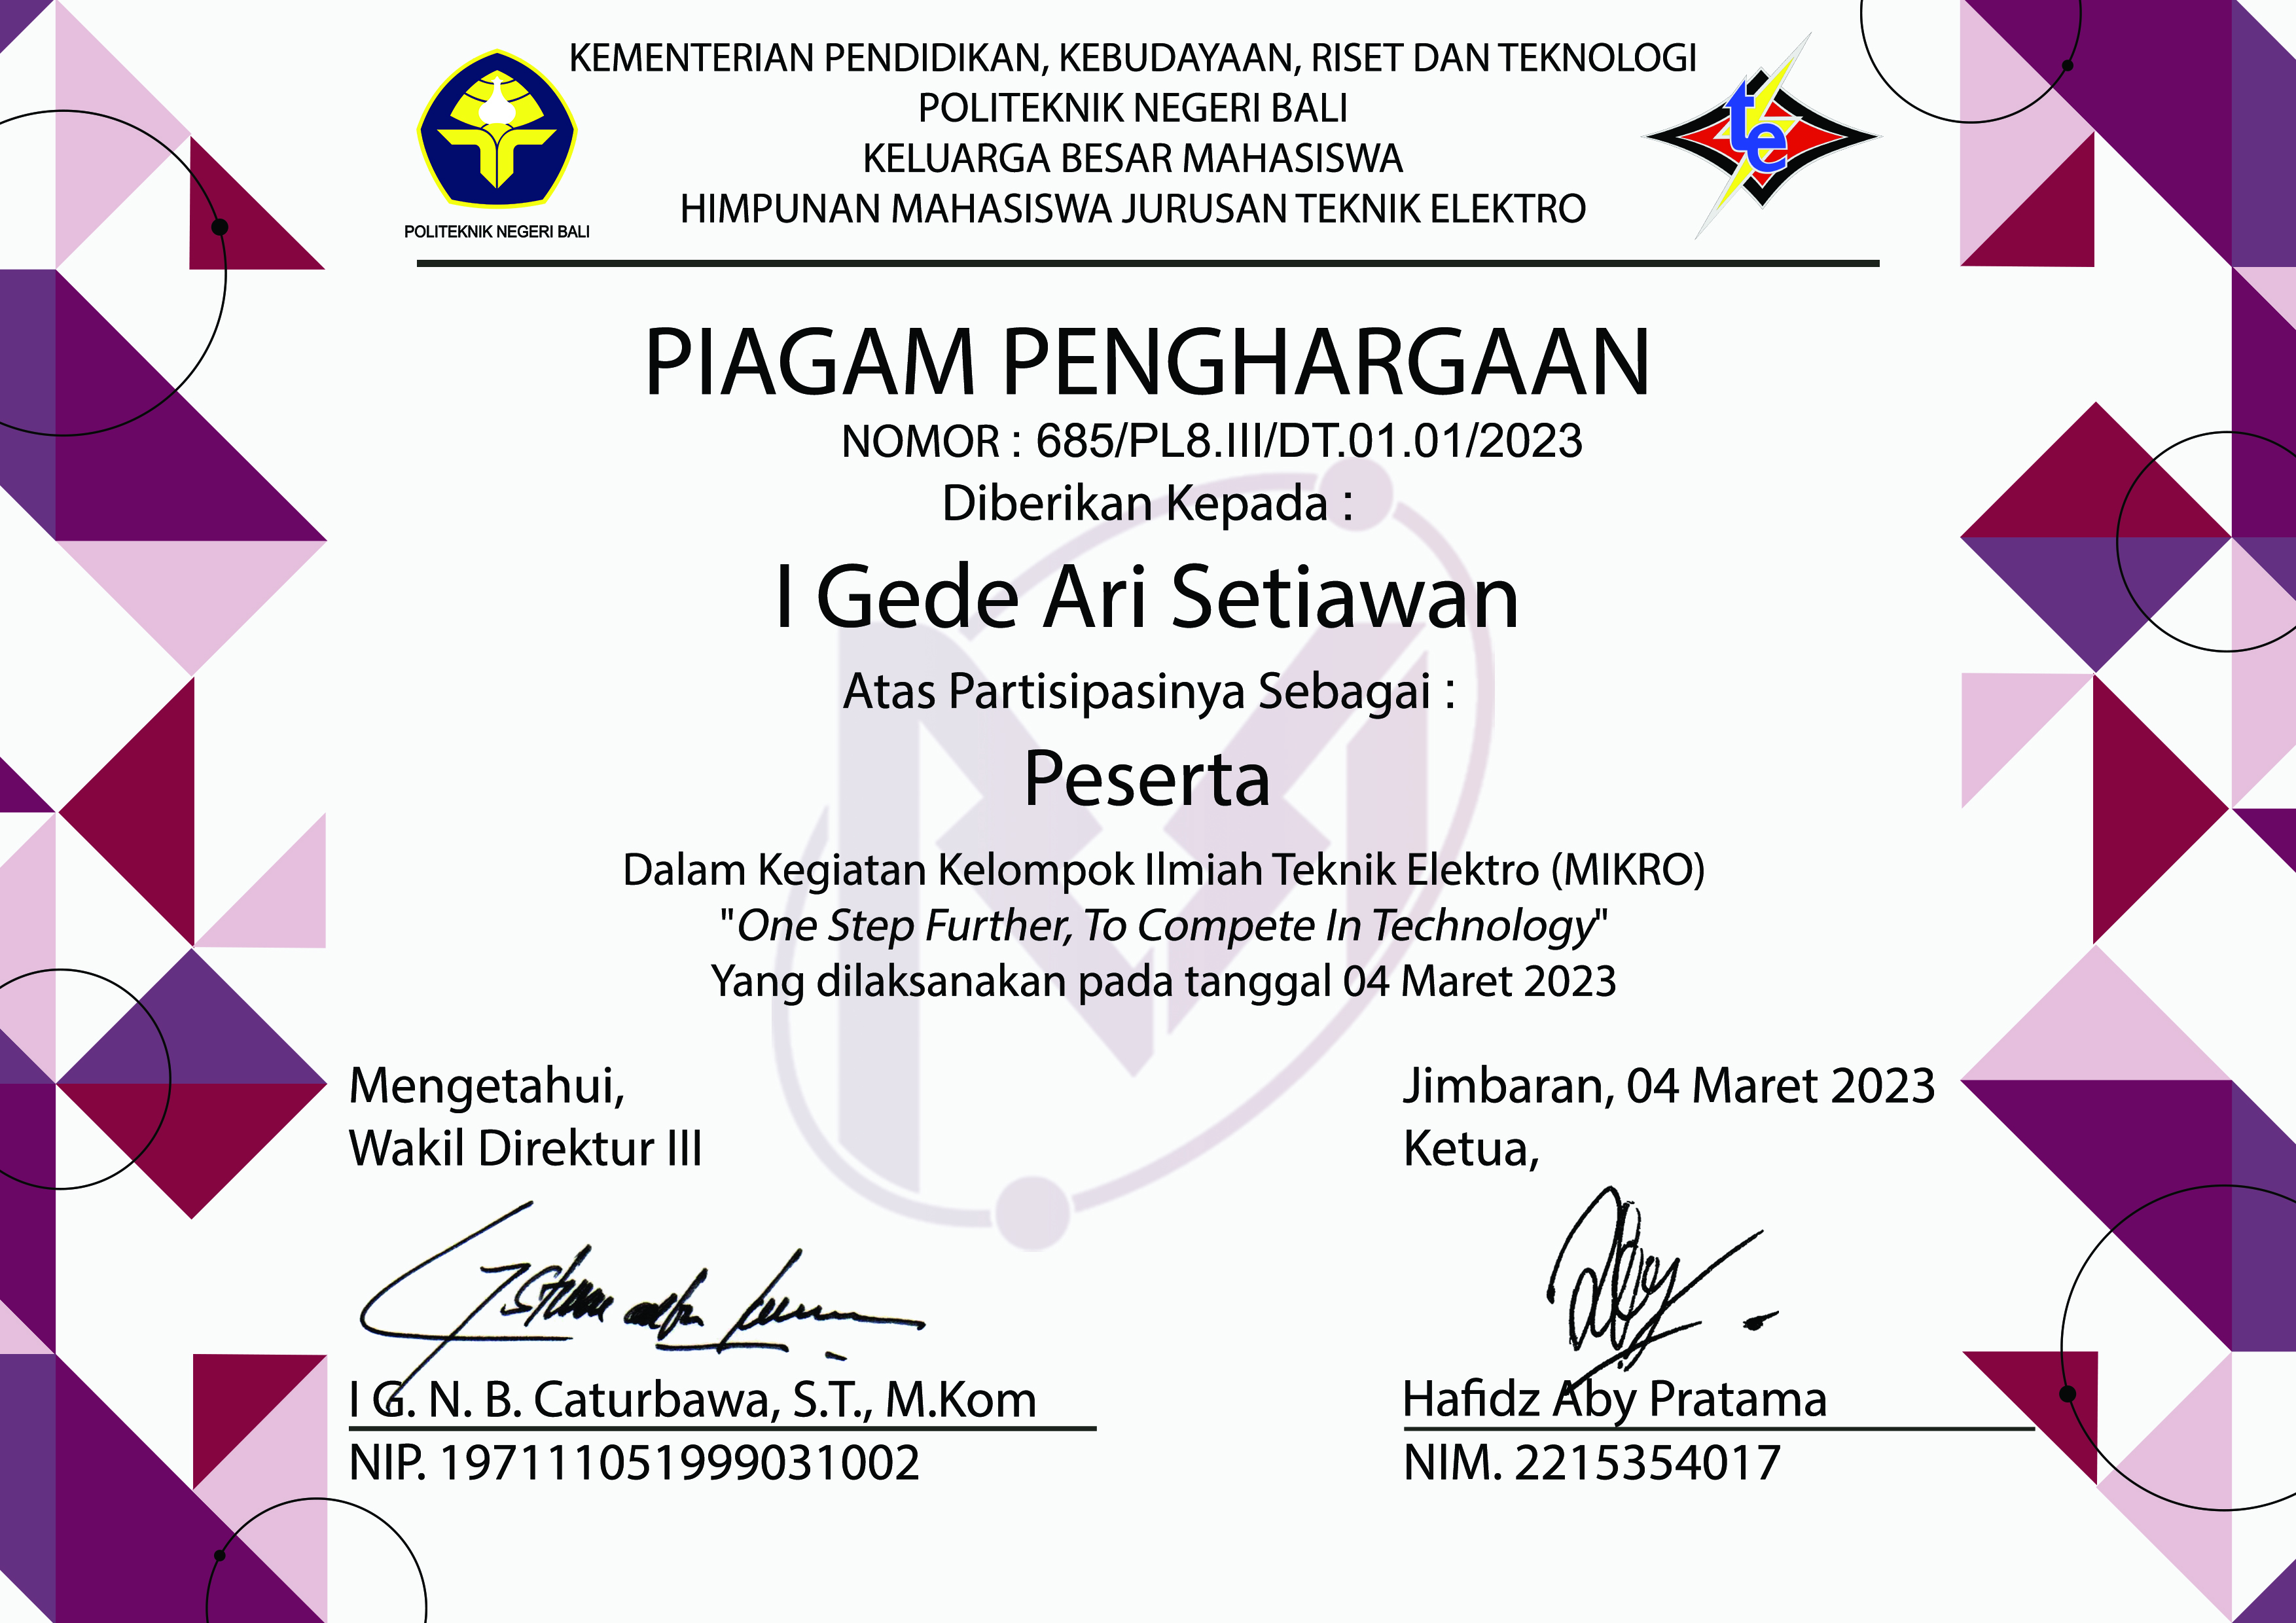 KEMENTERIAN PENDIDIKAN, KEBUDAYAAN, RISET DAN TEKNOLOGI
POLITEKNIK NEGERI BALI
KELUARGA BESAR MAHASISWA
HIMPUNAN MAHASISWA JURUSAN TEKNIK ELEKTRO
POLITEKNIK NEGERI BALI
te
PIAGAM PENGHARGAAN
NOMOR : 685/PL8.III/DT.01.01/2023
Diberikan Kepada :
I Gede Ari Setiawan
Atas Partisipasinya Sebagai :
Peserta
Dalam Kegiatan Kelompok Ilmiah Teknik Elektro (MIKRO)
"One Step Further, To Compete In Technology"
Yang dilaksanakan pada tanggal 04 Maret 2023
Mengetahui,
Wakil Direktur III
I G. N. B. Caturbawa, S.T., M.Kom
NIP. 197111051999031002
Jimbaran, 04 Maret 2023
Ketua,
Hafidz Aby Pratama
NIM. 2215354017